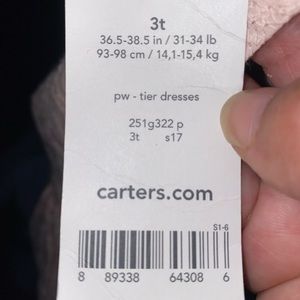 3t
36.5-38.5 in / 31-34 lb
93-98 cm / 14,1-15,4 kg
pw - tier dresses
251g322 p
3t s17
carters.com
S1-6
8 89338 64308 6